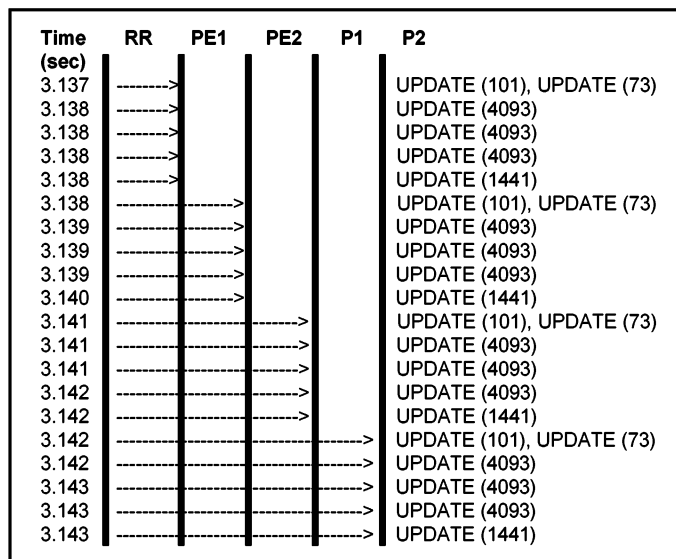 Time RR PE1 PE2 P1 P2
(sec)
3.137 --------> UPDATE (101), UPDATE (73)
3.138 --------> UPDATE (4093)
3.138 --------> UPDATE (4093)
3.138 --------> UPDATE (4093)
3.138 --------> UPDATE (1441)
3.138 ------------------> UPDATE (101), UPDATE (73)
3.139 ------------------> UPDATE (4093)
3.139 ------------------> UPDATE (4093)
3.139 ------------------> UPDATE (4093)
3.140 ------------------> UPDATE (1441)
3.141 ---------------------------> UPDATE (101), UPDATE (73)
3.141 ---------------------------> UPDATE (4093)
3.141 ---------------------------> UPDATE (4093)
3.142 ---------------------------> UPDATE (4093)
3.142 ---------------------------> UPDATE (1441)
3.142 ------------------------------------> UPDATE (101), UPDATE (73)
3.142 ------------------------------------> UPDATE (4093)
3.143 ------------------------------------> UPDATE (4093)
3.143 ------------------------------------> UPDATE (4093)
3.143 ------------------------------------> UPDATE (1441)